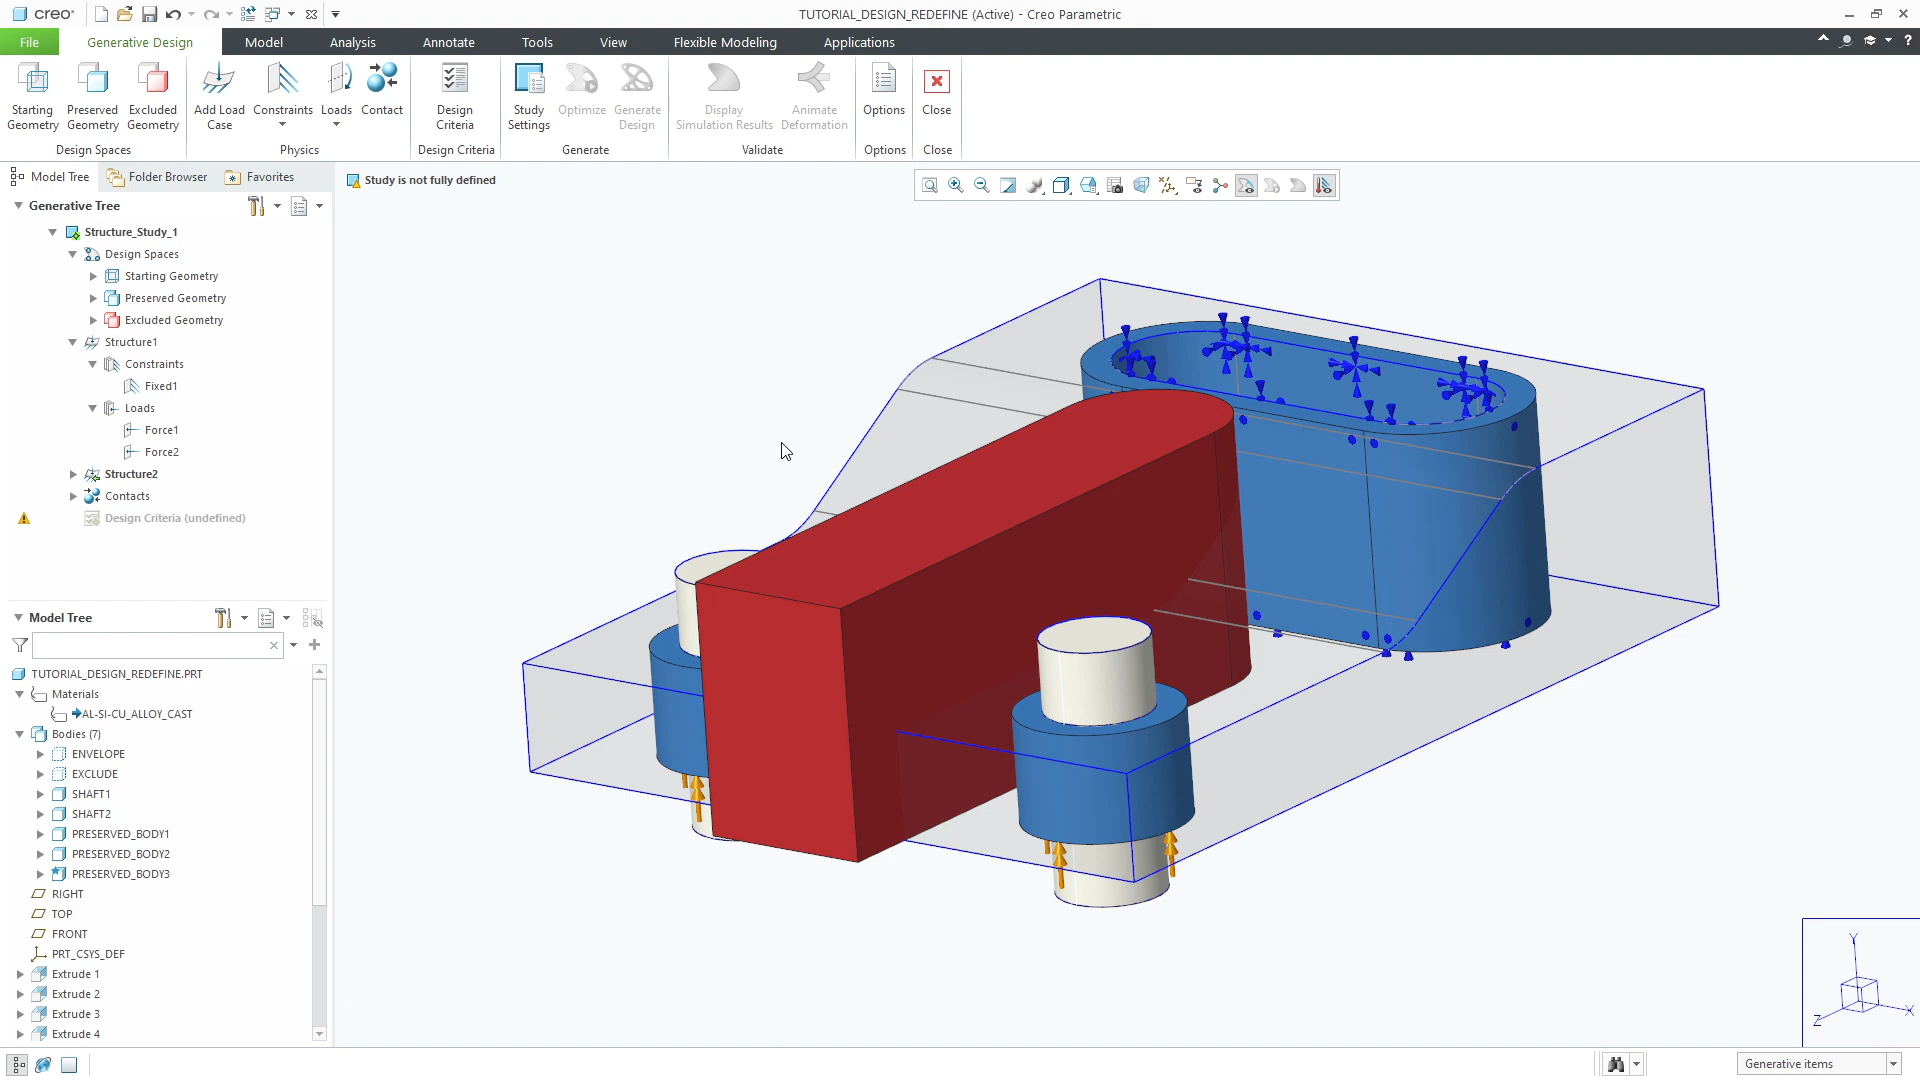 creo
TUTORIAL_DESIGN_REDEFINE (Active) - Creo Parametric
File
Generative Design
Model
Analysis
Annotate
Tools
View
Flexible Modeling
Applications
?
Starting Geometry
Preserved Geometry
Excluded Geometry
Add Load Case
Constraints
Loads
Contact
Design Criteria
Study Settings
Optimize
Generate Design
Display Simulation Results
Animate Deformation
Options
Close
Design Spaces
Physics
Design Criteria
Generate
Validate
Options
Close
Model Tree
Folder Browser
Favorites
Study is not fully defined
Generative Tree
Structure_Study_1
Design Spaces
Starting Geometry
Preserved Geometry
Excluded Geometry
Structure1
Constraints
Fixed1
Loads
Force1
Force2
Structure2
Contacts
Design Criteria (undefined)
Model Tree
TUTORIAL_DESIGN_REDEFINE.PRT
Materials
AL-SI-CU_ALLOY_CAST
Bodies (7)
ENVELOPE
EXCLUDE
SHAFT1
SHAFT2
PRESERVED_BODY1
PRESERVED_BODY2
PRESERVED_BODY3
RIGHT
TOP
FRONT
PRT_CSYS_DEF
Extrude 1
Extrude 2
Extrude 3
Extrude 4
Y
X
Z
Generative items